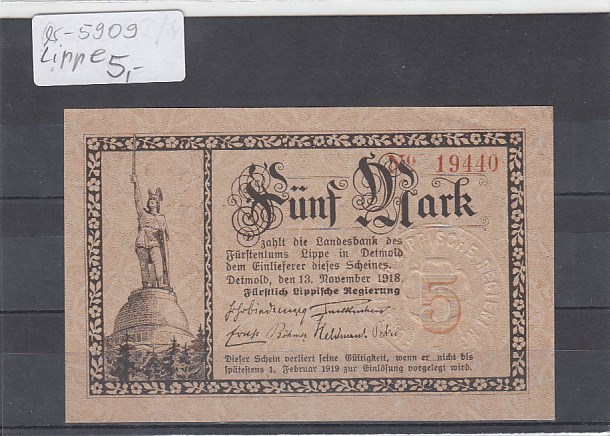 Qs-5909
Lippe 5,-
No 19440
Fünf Mark
zahlt die Landesbank des
Fürstentums Lippe in Detmold
dem Einlieferer dieses Scheines.
Detmold, den 13. November 1918.
Fürstlich Lippische Regierung
5
Dieser Schein verliert seine Gültigkeit, wenn er nicht bis
spätestens 1. Februar 1919 zur Einlösung vorgelegt wird.